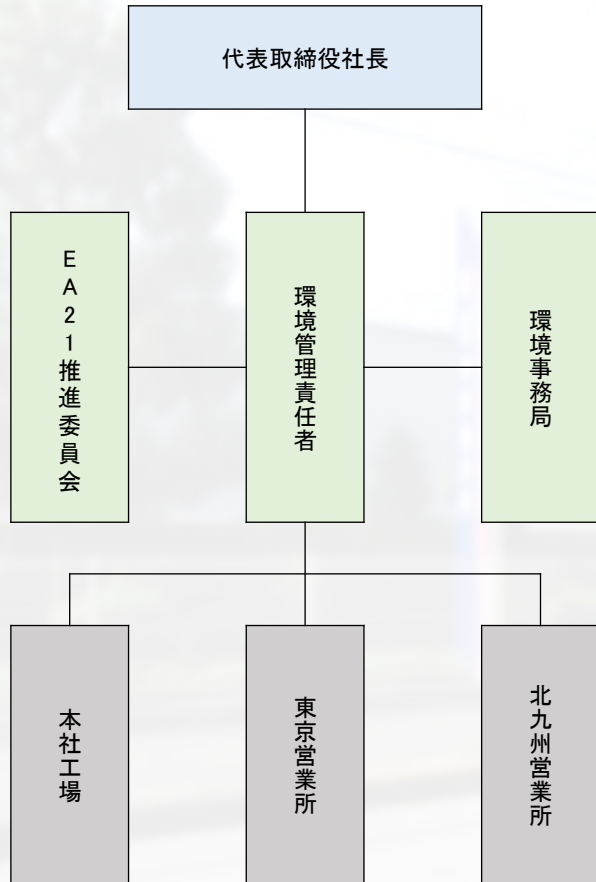 代表取締役社長
EA21推進委員会
環境管理責任者
環境事務局
本社工場
東京営業所
北九州営業所